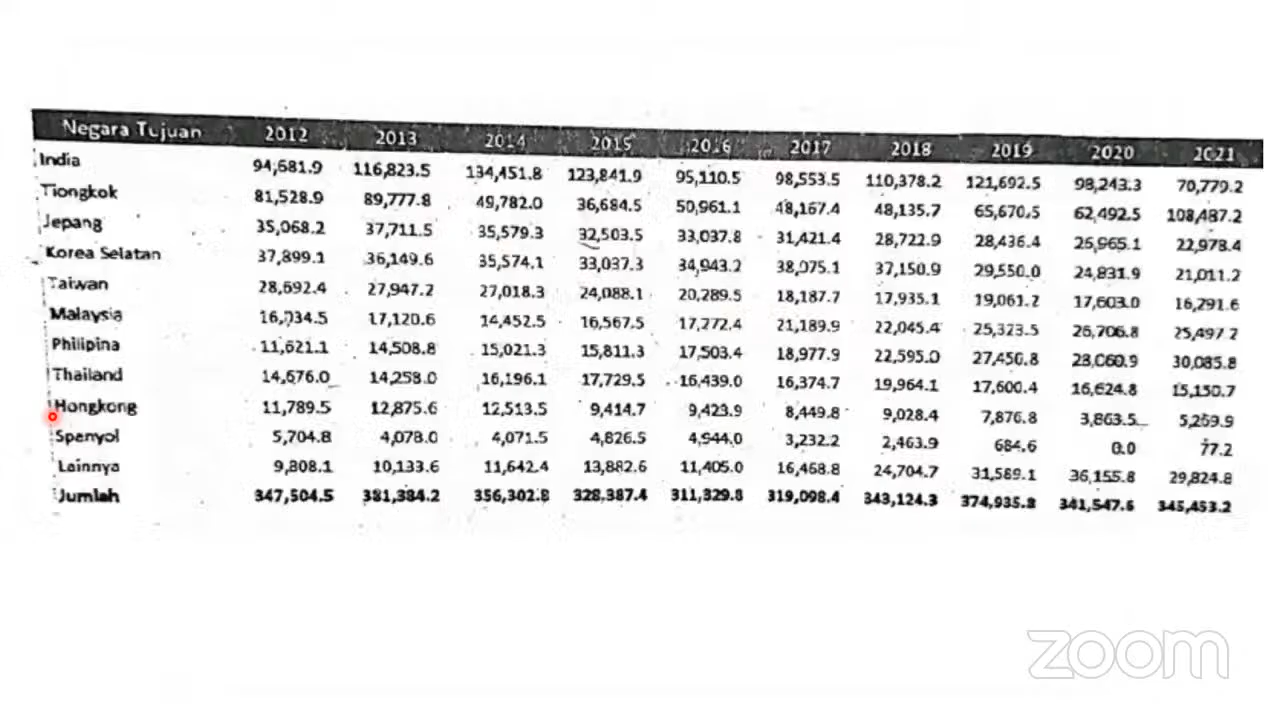 Negara Tujuan 2012 2013 2014 2015 2016 2017 2018 2019 2020 2021
India 94,681.9 116,823.5 134,451.8 123,841.9 95,110.5 98,553.5 110,378.2 121,692.5 98,243.3 70,779.2
Tiongkok 81,528.9 89,777.8 49,782.0 36,684.5 50,961.1 48,167.4 48,135.7 65,670.5 62,492.5 108,487.2
Jepang 35,068.2 37,711.5 35,579.3 32,503.5 33,037.8 31,421.4 28,722.9 28,436.4 26,965.1 22,978.4
Korea Selatan 37,899.1 36,149.6 35,574.1 33,037.3 34,943.2 38,075.1 37,150.9 29,550.0 24,831.9 21,011.2
Taiwan 28,692.4 27,947.2 27,018.3 24,088.1 20,289.5 18,187.7 17,935.1 19,061.2 17,603.0 16,291.6
Malaysia 16,034.5 17,120.6 14,452.5 16,567.5 17,272.4 21,189.9 22,045.4 25,323.5 26,706.8 25,497.2
Philipina 11,621.1 14,508.8 15,021.3 15,811.3 17,503.4 18,977.9 22,595.0 27,450.8 28,060.9 30,085.8
Thailand 14,676.0 14,258.0 16,196.1 17,729.5 16,439.0 16,374.7 19,964.1 17,600.4 16,624.8 15,150.7
Hongkong 11,789.5 12,875.6 12,513.5 9,414.7 9,423.9 8,449.8 9,028.4 7,876.8 3,863.5 5,269.9
Spanyol 5,704.8 4,078.0 4,071.5 4,826.5 4,944.0 3,232.2 2,463.9 684.6 0.0 77.2
Lainnya 9,808.1 10,133.6 11,642.4 13,882.6 11,405.0 16,468.8 24,704.7 31,589.1 36,155.8 29,824.8
Jumlah 347,504.5 381,384.2 356,302.8 328,387.4 311,329.8 319,098.4 343,124.3 374,935.8 341,547.6 345,453.2
zoom